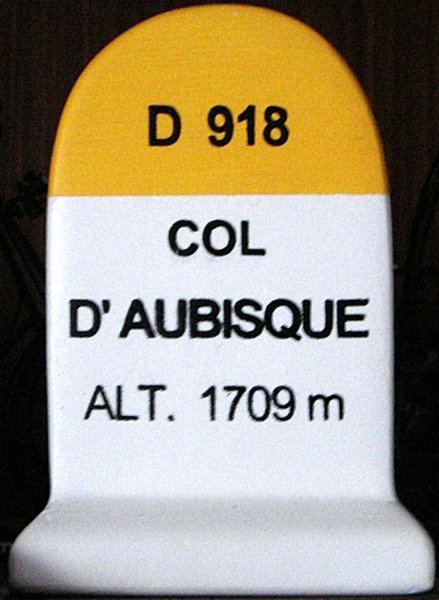 D 918
COL
D' AUBISQUE
ALT. 1709 m